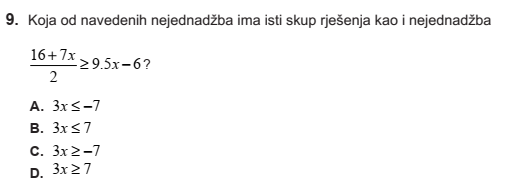 9. Koja od navedenih nejednadžba ima isti skup rješenja kao i nejednadžba
(16+7x)/2 ≥ 9.5x−6?
A. 3x ≤ −7
B. 3x ≤ 7
C. 3x ≥ −7
D. 3x ≥ 7